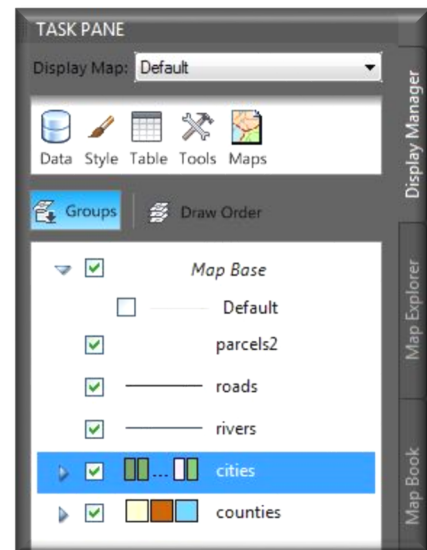 TASK PANE
Display Map: Default
Data Style Table Tools Maps
Groups Draw Order
Map Base
Default
parcels2
roads
rivers
... cities
counties
Display Manager
Map Explorer
Map Book